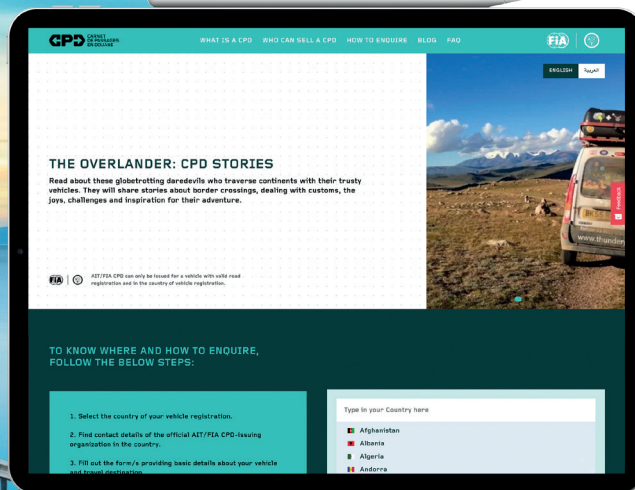 CPD CARNET
DE PASSAGES
EN DOUANE
WHAT IS A CPD WHO CAN SELL A CPD HOW TO ENQUIRE BLOG FAQ
FiA
ENGLISH العربية
THE OVERLANDER: CPD STORIES
Read about these globetrotting daredevils who traverse continents with their trusty
vehicles. They will share stories about border crossings, dealing with customs, the
joys, challenges and inspiration for their adventure.
Feedback
www.thunder
FiA
AIT/FIA CPD can only be issued for a vehicle with valid road
registration and in the country of vehicle registration.
TO KNOW WHERE AND HOW TO ENQUIRE,
FOLLOW THE BELOW STEPS:
1. Select the country of your vehicle registration.
2. Find contact details of the official AIT/FIA CPD-issuing
organization in the country.
3. Fill out the form/s providing basic details about your vehicle
and travel destination
Type in your Country here
Afghanistan
Albania
Algeria
Andorra